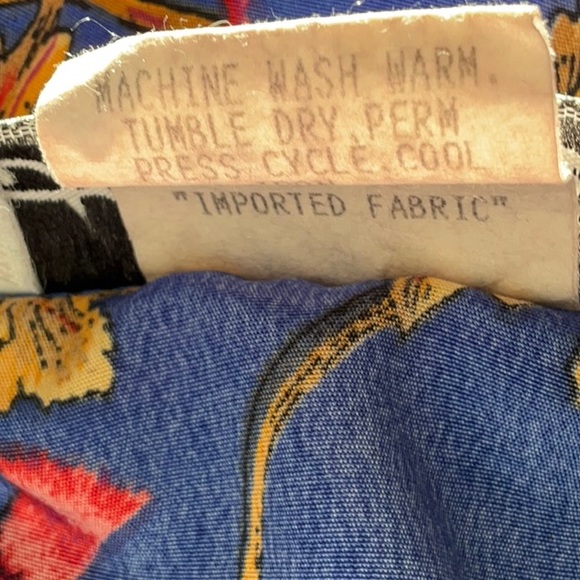 MACHINE WASH WARM.
TUMBLE DRY.PERM
PRESS CYCLE.COOL
"IMPORTED FABRIC"